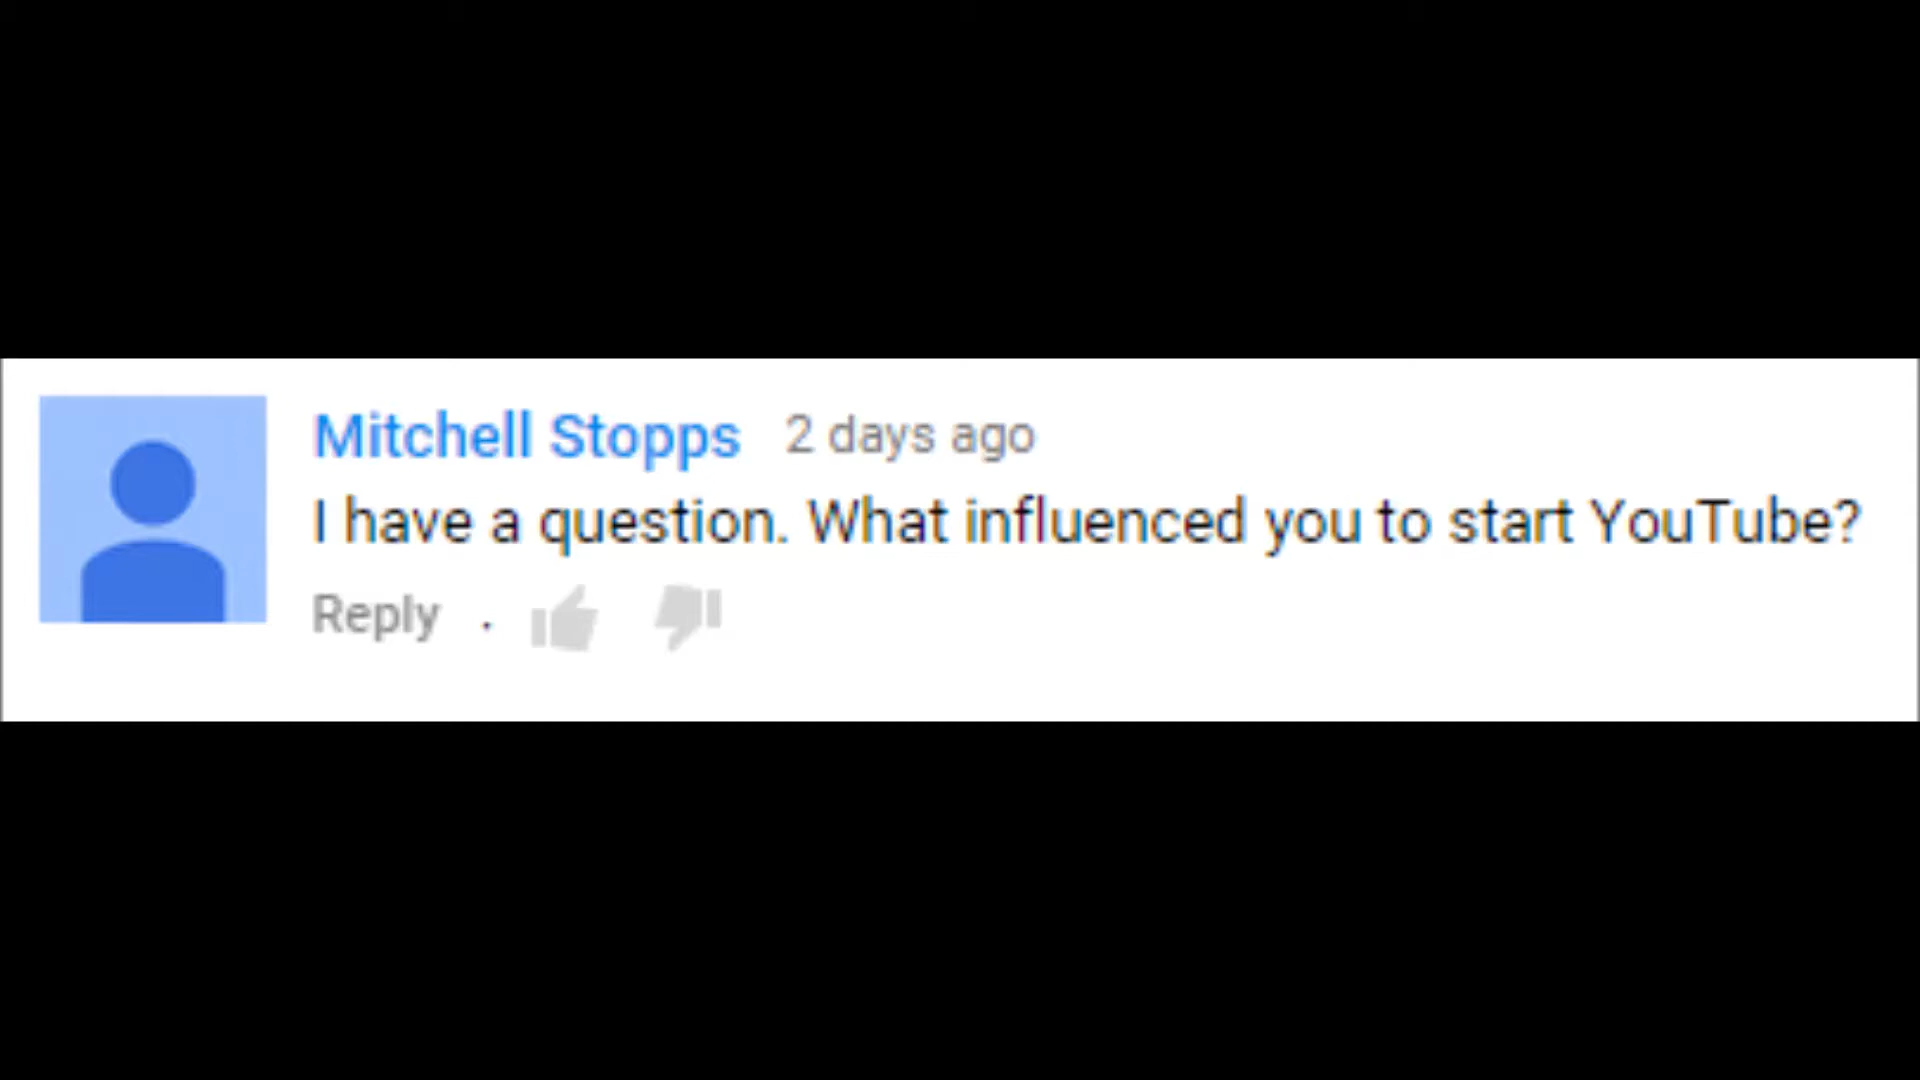 Mitchell Stopps 2 days ago
I have a question. What influenced you to start YouTube?
Reply .